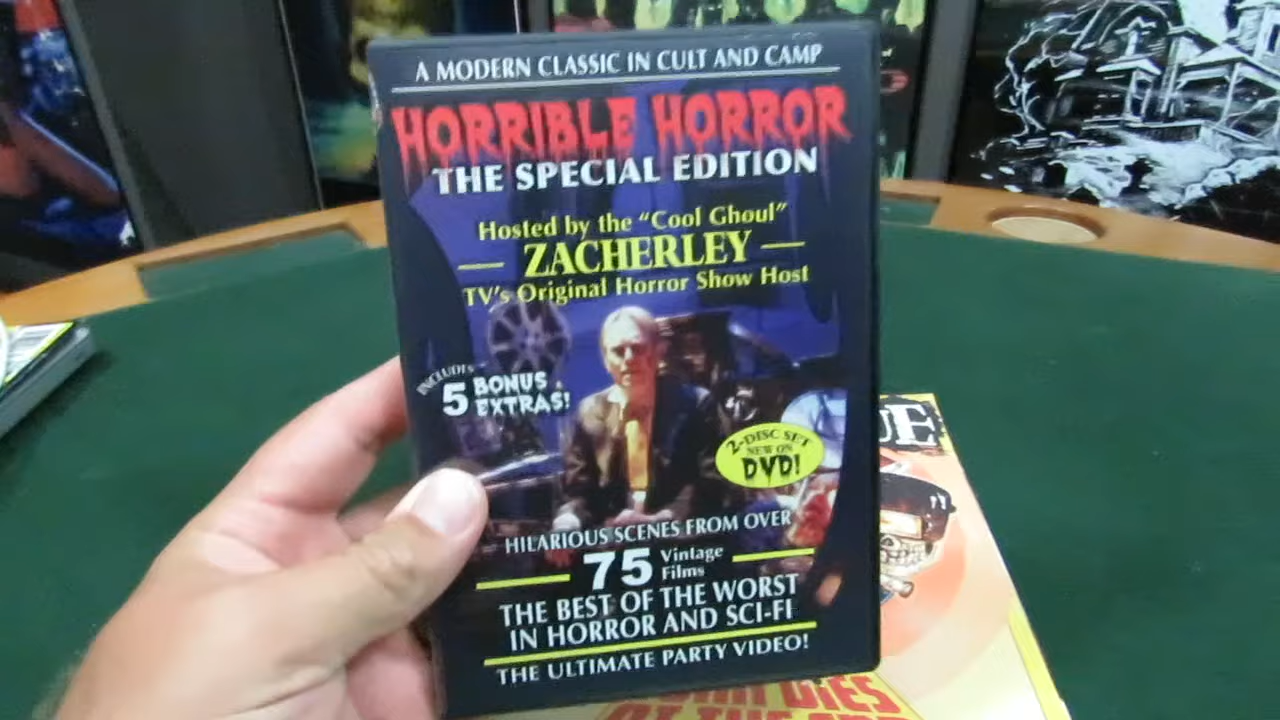 A MODERN CLASSIC IN CULT AND CAMP
HORRIBLE HORROR
THE SPECIAL EDITION
Hosted by the "Cool Ghoul"
ZACHERLEY
TV's Original Horror Show Host
INCLUDES
5 BONUS EXTRAS!
2-DISC SET
NEW ON
DVD!
HILARIOUS SCENES FROM OVER
75 Vintage Films
THE BEST OF THE WORST
IN HORROR AND SCI-FI
THE ULTIMATE PARTY VIDEO!
DIES